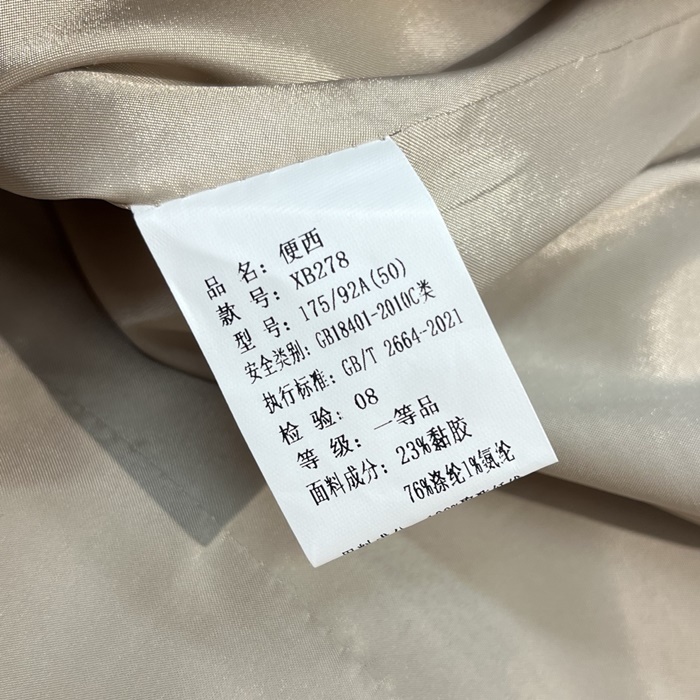 品 名: 便西
款 号: XB278
型 号: 175/92A(50)
安全类别: GB18401-2010C类
执行标准: GB/T 2664-2021
检 验: 08
等 级: 一等品
面料成分: 23%黏胶
76%涤纶1%氨纶